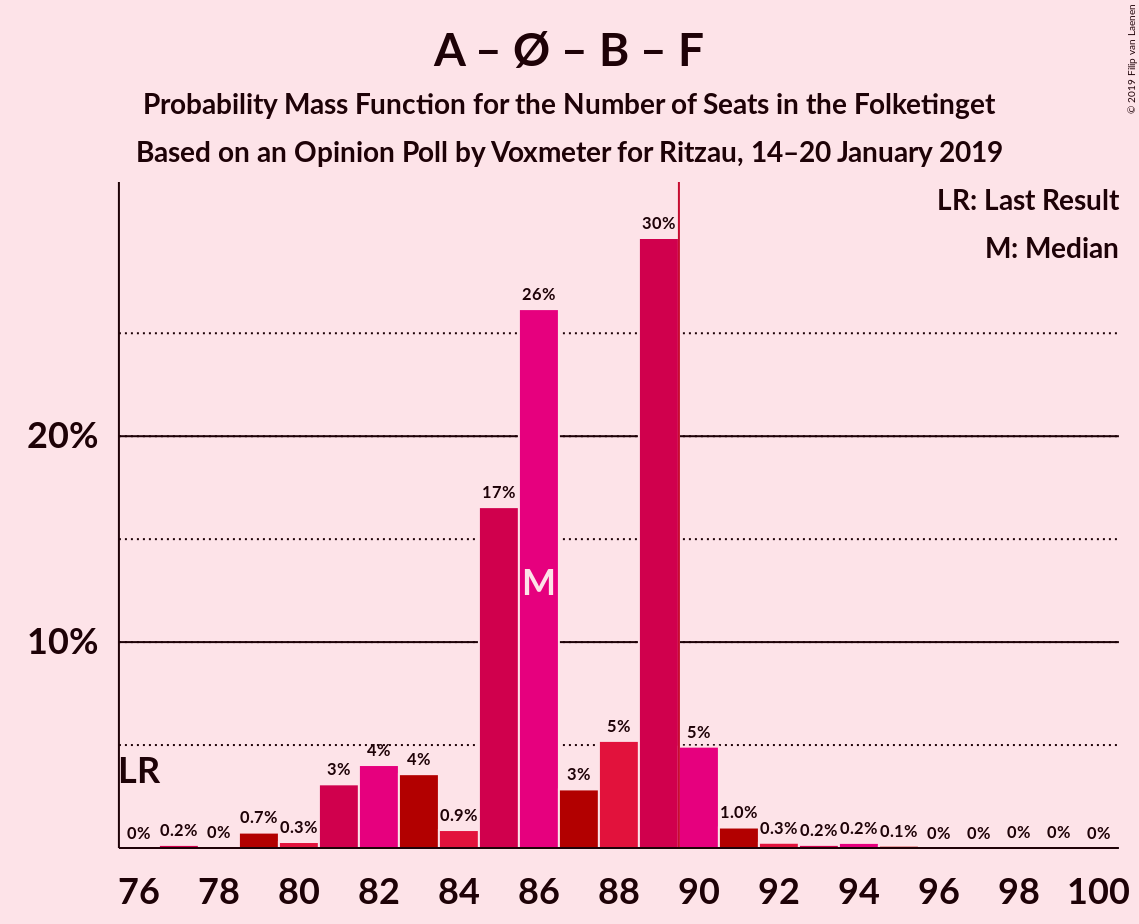 A – Ø – B – F
Probability Mass Function for the Number of Seats in the Folketinget
Based on an Opinion Poll by Voxmeter for Ritzau, 14–20 January 2019
© 2019 Filip van Laenen
LR: Last Result
M: Median
20%
10%
LR
M
0% 0.2% 0% 0.7% 0.3% 3% 4% 4% 0.9% 17% 26% 3% 5% 30% 5% 1.0% 0.3% 0.2% 0.2% 0.1% 0% 0% 0% 0% 0%
76 78 80 82 84 86 88 90 92 94 96 98 100